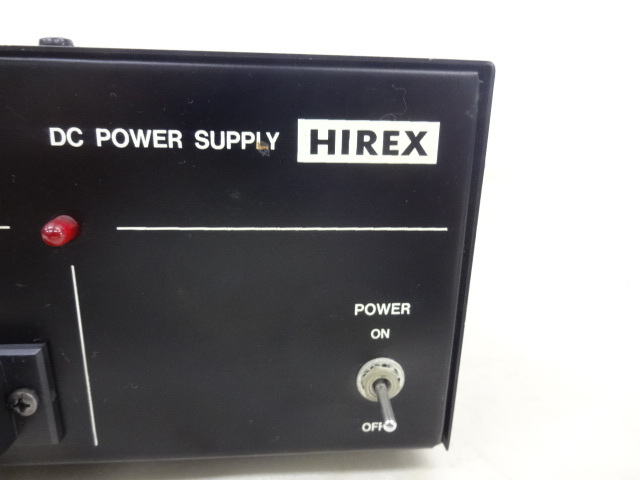 DC POWER SUPPLY HIREX
POWER
ON
OFF